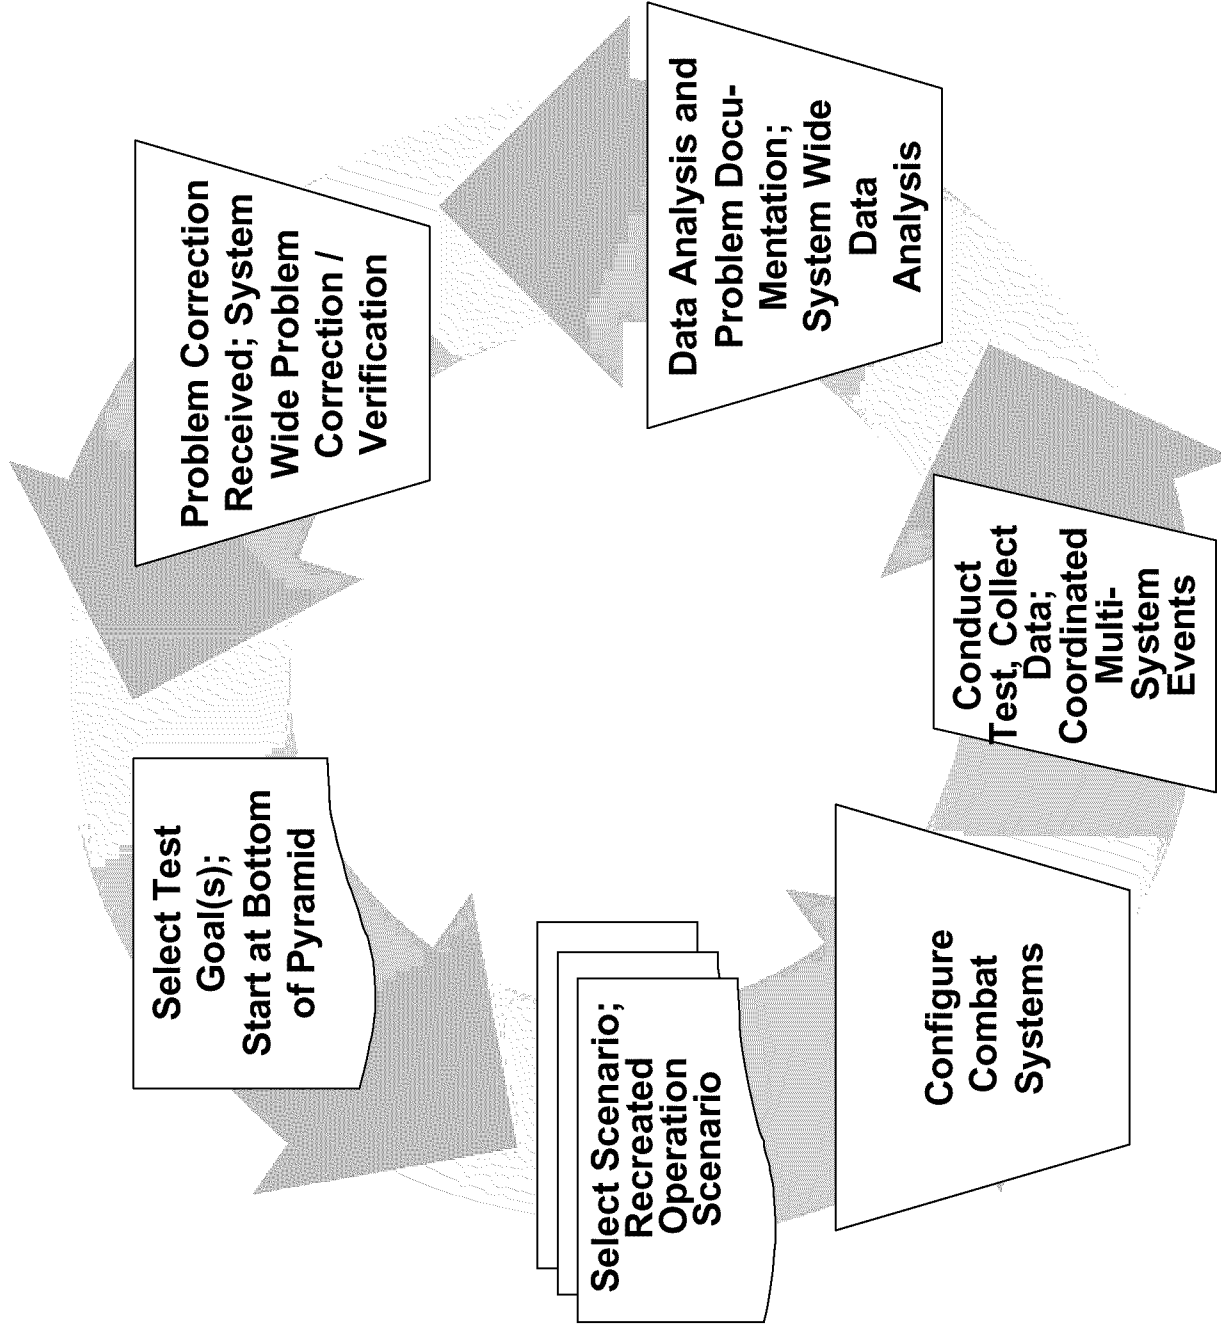 Select Test
Goal(s);
Start at Bottom
of Pyramid
Select Scenario;
Recreated
Operation
Scenario
Configure
Combat
Systems
Conduct
Test, Collect
Data;
Coordinated
Multi-
System
Events
Data Analysis and
Problem Docu-
Mentation;
System Wide
Data
Analysis
Problem Correction
Received; System
Wide Problem
Correction /
Verification